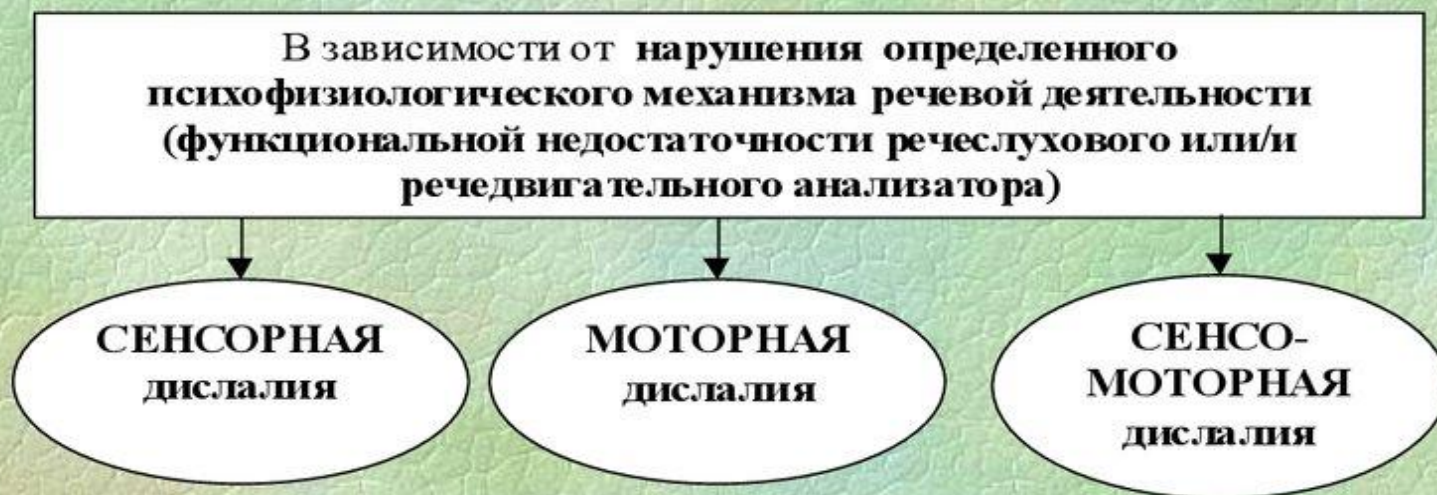 В зависимости от нарушения определенного
психофизиологического механизма речевой деятельности
(функциональной недостаточности речеслухового или/и
речедвигательного анализатора)
СЕНСОРНАЯ
дислалия
МОТОРНАЯ
дислалия
СЕНСО-
МОТОРНАЯ
дислалия